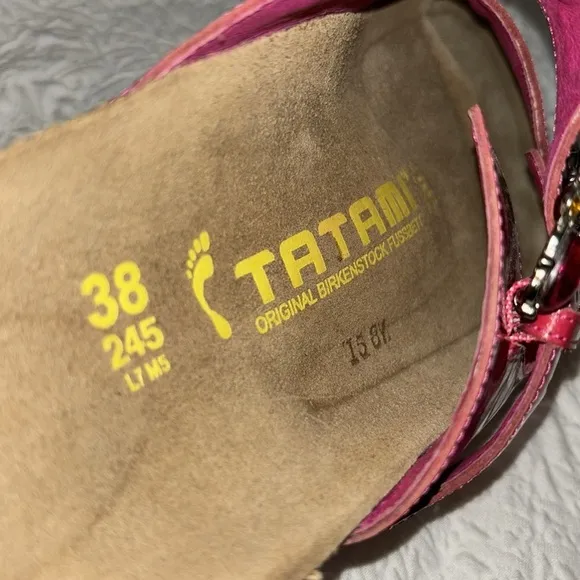 38
245
L7 M5
TATAMI
ORIGINAL BIRKENSTOCK FUSSBETT